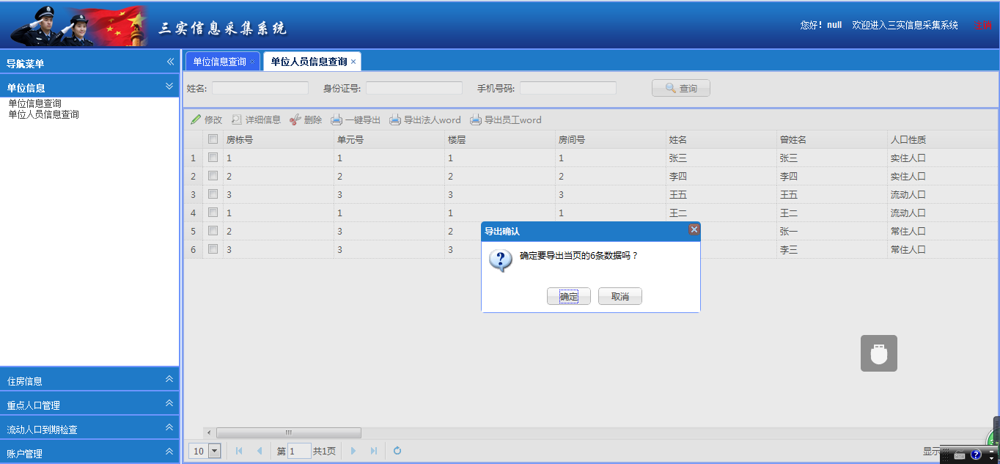 三实信息采集系统
您好！null 欢迎进入三实信息采集系统
导航菜单
单位信息查询 单位人员信息查询
单位信息
单位信息查询
单位人员信息查询
姓名: 身份证号: 手机号码: 查询
修改 详细信息 删除 一键导出 导出法人word 导出员工word
房栋号 单元号 楼层 房间号 姓名 曾姓名 人口性质
1 1 1 1 1 张三 张三 实住人口
2 2 2 2 2 李四 李四 实住人口
3 3 3 3 3 王五 王五 流动人口
4 1 1 1 1 王二 王二 流动人口
5 2 3 2 张一 常住人口
6 3 3 3 李三 常住人口
导出确认
确定要导出当页的6条数据吗？
确定 取消
住房信息
重点人口管理
流动人口到期检查
账户管理
10 第 1 共1页 显示